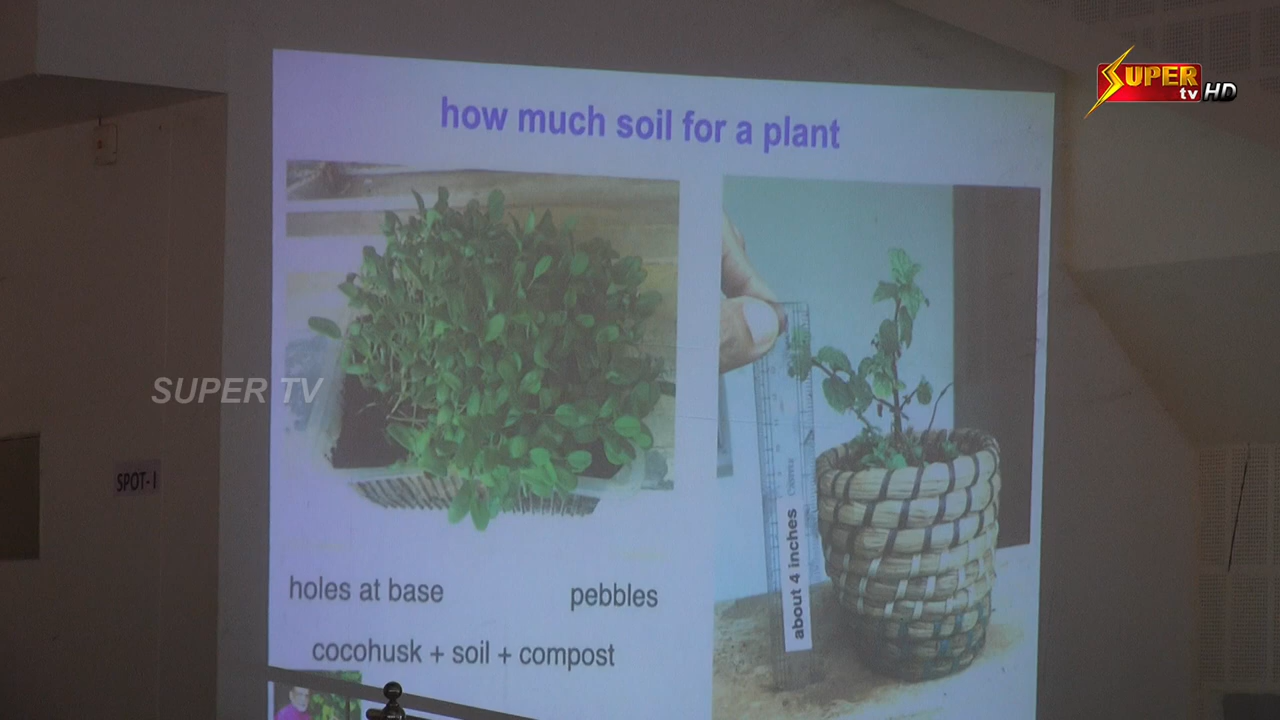 SUPER
tv HD
how much soil for a plant
SUPER TV
SPOT-1
about 4 inches
holes at base
pebbles
cocohusk + soil + compost